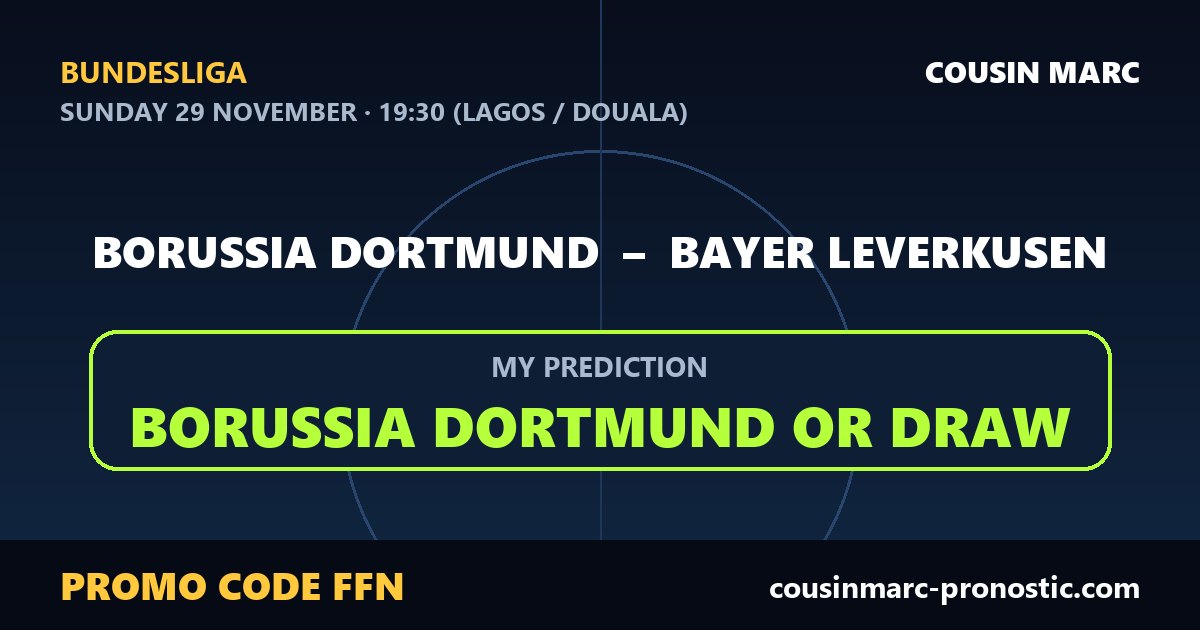 BUNDESLIGA
COUSIN MARC
SUNDAY 29 NOVEMBER · 19:30 (LAGOS / DOUALA)
BORUSSIA DORTMUND – BAYER LEVERKUSEN
MY PREDICTION
BORUSSIA DORTMUND OR DRAW
PROMO CODE FFN
cousinmarc-pronostic.com